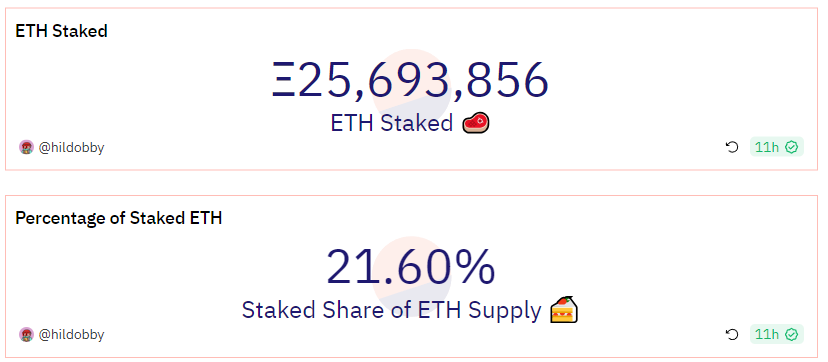 ETH Staked
Ξ25,693,856
ETH Staked 🥩
@hildobby
11h
Percentage of Staked ETH
21.60%
Staked Share of ETH Supply 🍰
@hildobby
11h